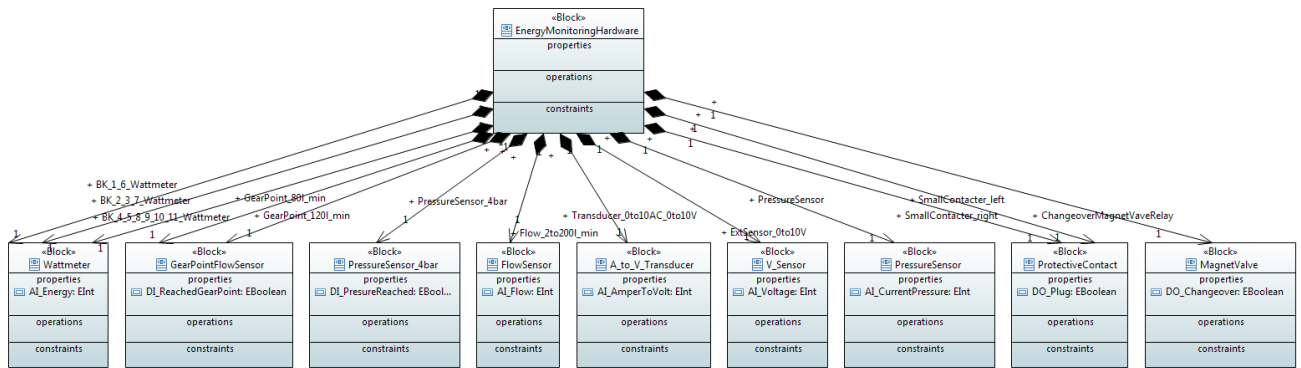 «Block»
EnergyMonitoringHardware
properties
operations
constraints
+ BK_1_6_Wattmeter
+ BK_2_3_7_Wattmeter
+ BK_4_5_8_9_10_11_Wattmeter
+ GearPoint_80l_min
+ GearPoint_120l_min
+ PressureSensor_4bar
+ Flow_2to200l_min
+ Transducer_0to10AC_0to10V
+ ExtSensor_0to10V
+ PressureSensor
+ SmallContacter_left
+ SmallContacter_right
+ ChangeoverMagnetVaveRelay
«Block»
Wattmeter
properties
AI_Energy: EInt
operations
constraints
«Block»
GearPointFlowSensor
properties
DI_ReachedGearPoint: EBoolean
operations
constraints
«Block»
PressureSensor_4bar
properties
DI_PresureReached: EBool...
operations
constraints
«Block»
FlowSensor
properties
AI_Flow: EInt
operations
constraints
«Block»
A_to_V_Transducer
properties
AI_AmperToVolt: EInt
operations
constraints
«Block»
V_Sensor
properties
AI_Voltage: EInt
operations
constraints
«Block»
PressureSensor
properties
AI_CurrentPressure: EInt
operations
constraints
«Block»
ProtectiveContact
properties
DO_Plug: EBoolean
operations
constraints
«Block»
MagnetValve
properties
DO_Changeover: EBoolean
operations
constraints